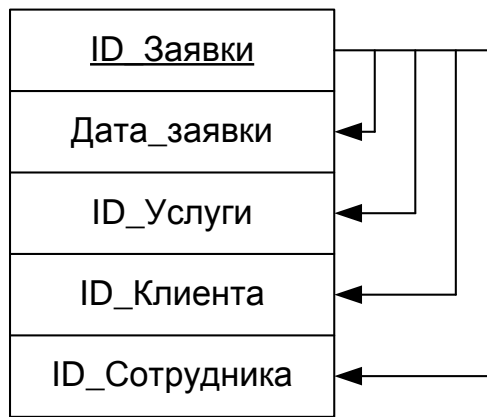 ID_Заявки
Дата_заявки
ID_Услуги
ID_Клиента
ID_Сотрудника